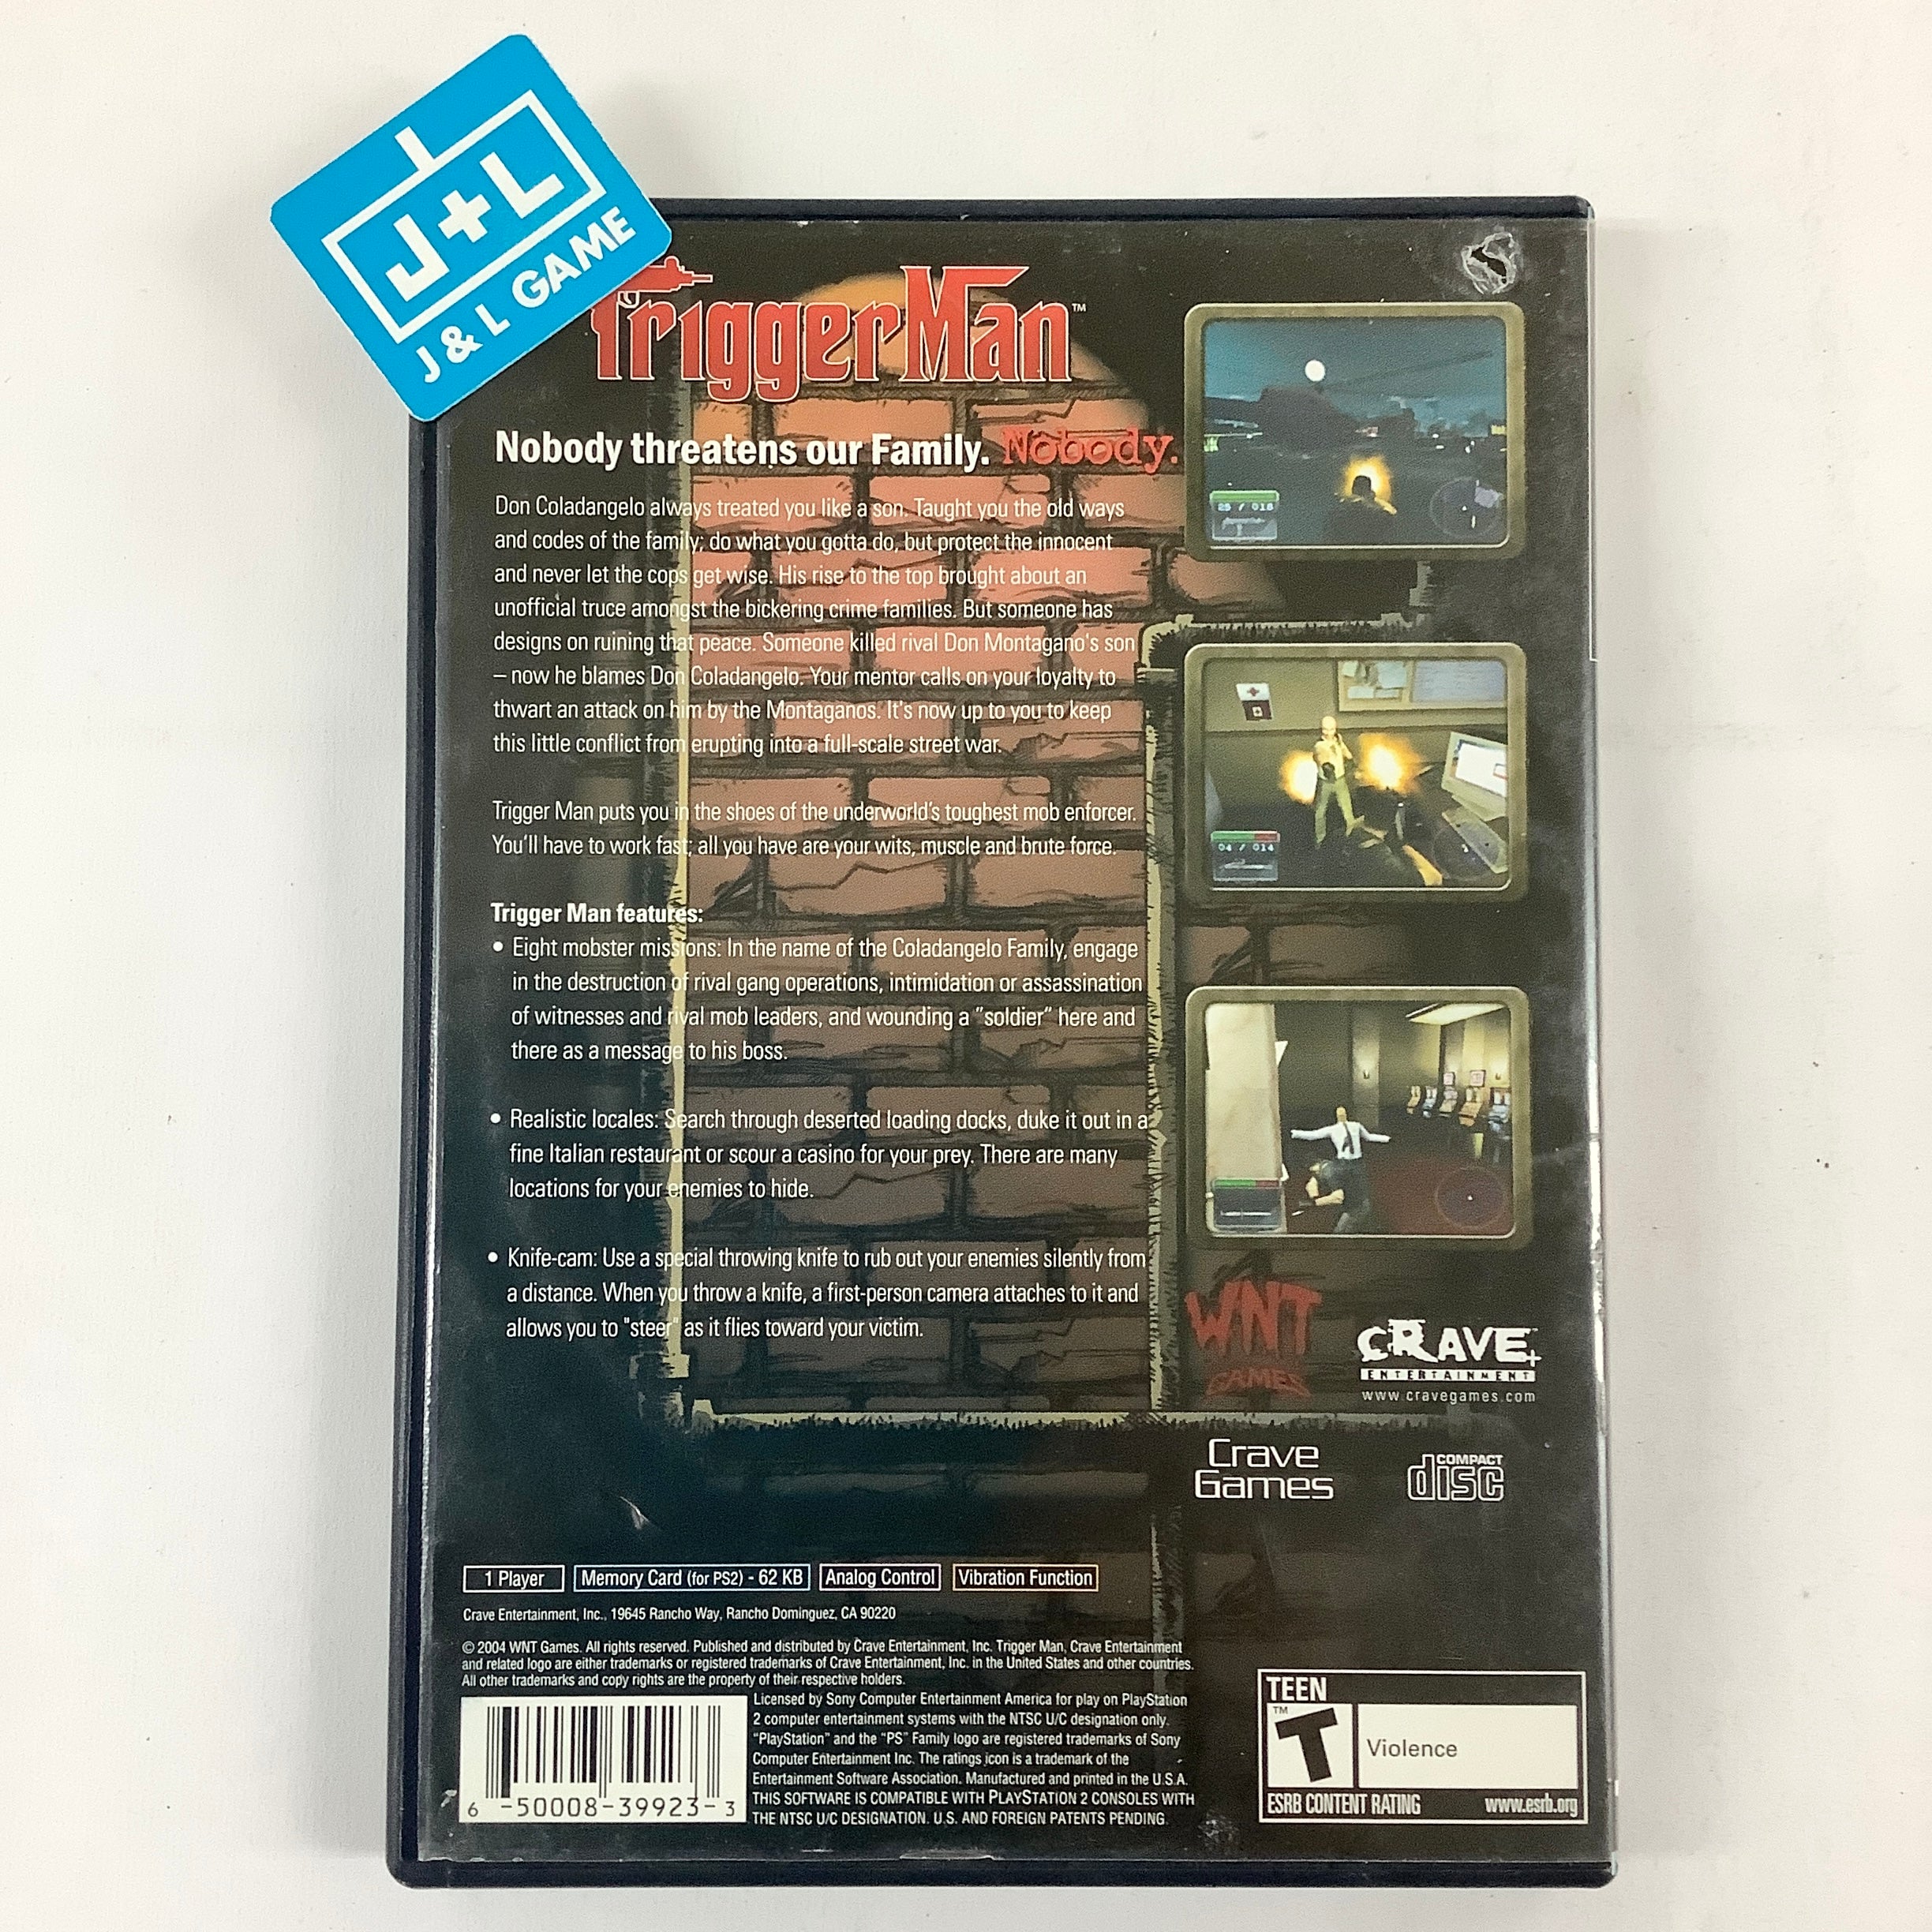 J+L
J & L GAME
TriggerMan™
Nobody threatens our Family. Nobody.
Don Coladangelo always treated you like a son. Taught you the old ways
and codes of the family; do what you gotta do, but protect the innocent
and never let the cops get wise. His rise to the top brought about an
unofficial truce amongst the bickering crime families. But someone has
designs on ruining that peace. Someone killed rival Don Montagano's son
– now he blames Don Coladangelo. Your mentor calls on your loyalty to
thwart an attack on him by the Montaganos. It's now up to you to keep
this little conflict from erupting into a full-scale street war.
Trigger Man puts you in the shoes of the underworld's toughest mob enforcer.
You'll have to work fast; all you have are your wits, muscle and brute force.
Trigger Man features:
• Eight mobster missions: In the name of the Coladangelo Family, engage
in the destruction of rival gang operations, intimidation or assassination
of witnesses and rival mob leaders, and wounding a "soldier" here and
there as a message to his boss.
• Realistic locales: Search through deserted loading docks, duke it out in a
fine Italian restaurant or scour a casino for your prey. There are many
locations for your enemies to hide.
• Knife-cam: Use a special throwing knife to rub out your enemies silently from
a distance. When you throw a knife, a first-person camera attaches to it and
allows you to "steer" as it flies toward your victim.
25 / 018
04 / 014
WNT
GAMES
CRAVE
ENTERTAINMENT
www.cravegames.com
Crave
Games
COMPACT
disc
1 Player
Memory Card (for PS2) - 62 KB
Analog Control
Vibration Function
Crave Entertainment, Inc., 19645 Rancho Way, Rancho Dominguez, CA 90220
© 2004 WNT Games. All rights reserved. Published and distributed by Crave Entertainment, Inc. Trigger Man, Crave Entertainment
and related logo are either trademarks or registered trademarks of Crave Entertainment, Inc. in the United States and other countries.
All other trademarks and copy rights are the property of their respective holders.
Licensed by Sony Computer Entertainment America for play on PlayStation
2 computer entertainment systems with the NTSC U/C designation only.
"PlayStation" and the "PS" Family logo are registered trademarks of Sony
Computer Entertainment Inc. The ratings icon is a trademark of the
Entertainment Software Association. Manufactured and printed in the U.S.A.
THIS SOFTWARE IS COMPATIBLE WITH PLAYSTATION 2 CONSOLES WITH
THE NTSC U/C DESIGNATION. U.S. AND FOREIGN PATENTS PENDING.
6 -50008-39923- 3
TEEN
T™
Violence
ESRB CONTENT RATING www.esrb.org